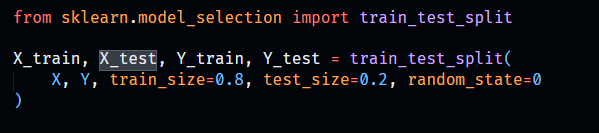 from sklearn.model_selection import train_test_split
X_train, X_test, Y_train, Y_test = train_test_split(
    X, Y, train_size=0.8, test_size=0.2, random_state=0
)